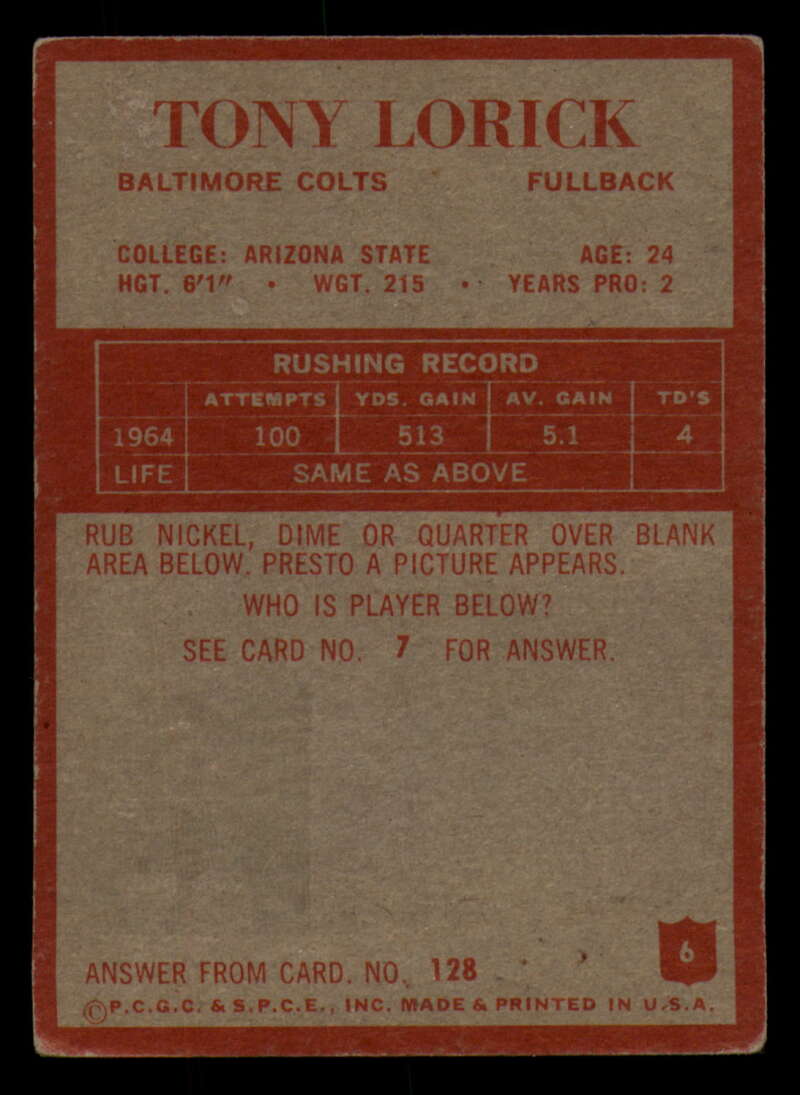 TONY LORICK
BALTIMORE COLTS FULLBACK
COLLEGE: ARIZONA STATE AGE: 24
HGT. 6'1" • WGT. 215 • YEARS PRO: 2
RUSHING RECORD
ATTEMPTS YDS. GAIN AV. GAIN TD'S
1964 100 513 5.1 4
LIFE SAME AS ABOVE
RUB NICKEL, DIME OR QUARTER OVER BLANK
AREA BELOW. PRESTO A PICTURE APPEARS.
WHO IS PLAYER BELOW?
SEE CARD NO. 7 FOR ANSWER.
6
ANSWER FROM CARD. NO. 128
©P.C.G.C. & S.P.C.E., INC. MADE & PRINTED IN U.S.A.